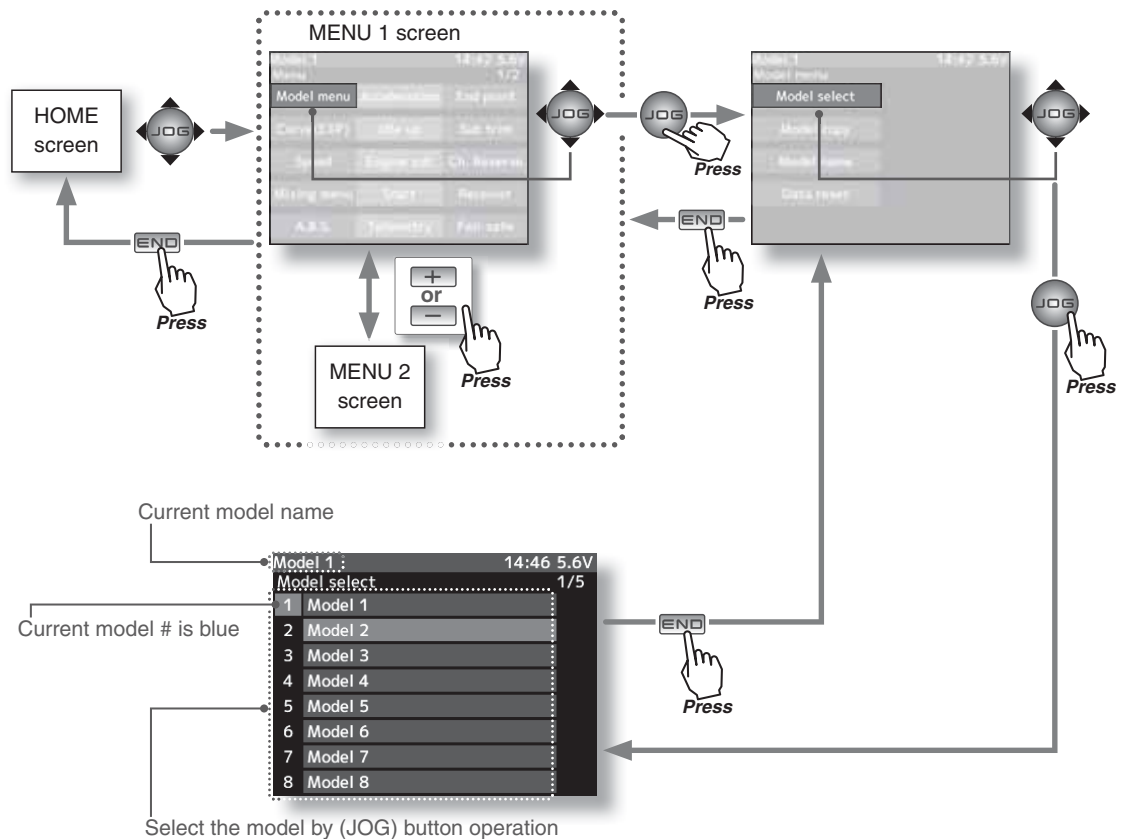 MENU 1 screen
Model 1 14:42 5.6V
Menu 1/2
Model menu Acceleration End point
Curve(EXP) Idle up Sub trim
Speed Engine cut Ch. Reverse
Mixing menu Start Receiver
A.B.S. Telemetry Fail safe
HOME
screen
JOG
JOG
JOG
Press
Model 1 14:42 5.6V
Model menu
Model select
Model copy
Model name
Data reset
JOG
END
Press
END
Press
+
or
−
Press
MENU 2
screen
JOG
Press
Current model name
Model 1 14:46 5.6V
Model select 1/5
Current model # is blue
1 Model 1
2 Model 2
3 Model 3
4 Model 4
5 Model 5
6 Model 6
7 Model 7
8 Model 8
END
Press
Select the model by (JOG) button operation